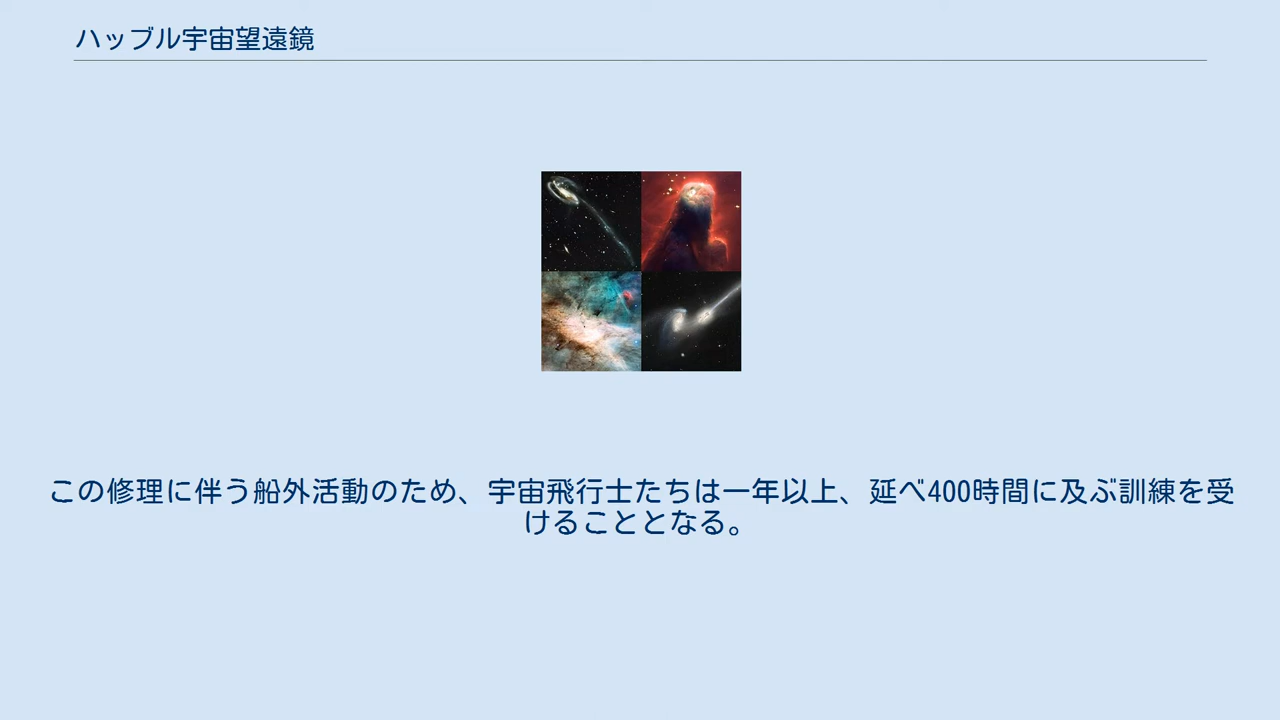 ハッブル宇宙望遠鏡
この修理に伴う船外活動のため、宇宙飛行士たちは一年以上、延べ400時間に及ぶ訓練を受
けることとなる。